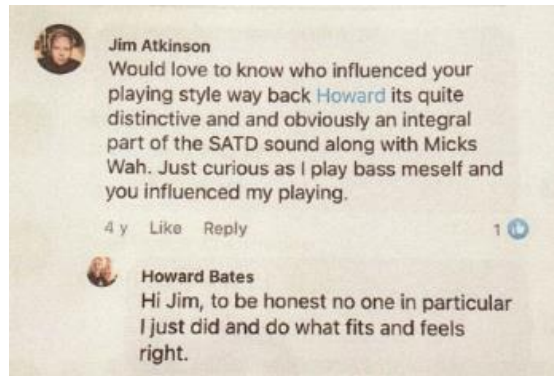 Jim Atkinson
Would love to know who influenced your
playing style way back Howard its quite
distinctive and and obviously an integral
part of the SATD sound along with Micks
Wah. Just curious as I play bass meself and
you influenced my playing.
4 y Like Reply 1
Howard Bates
Hi Jim, to be honest no one in particular
I just did and do what fits and feels
right.